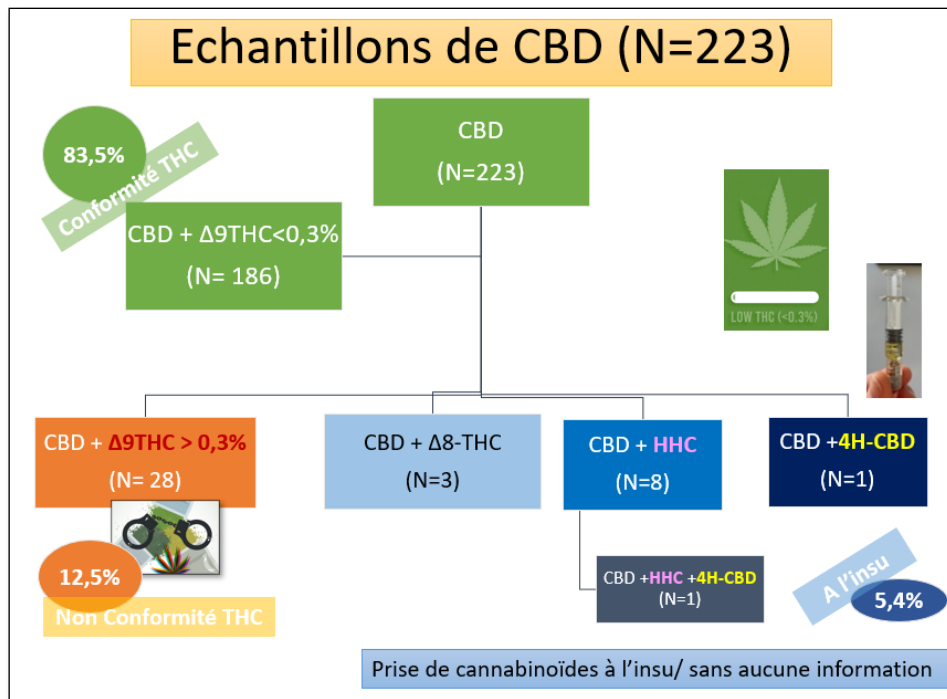 Echantillons de CBD (N=223)
CBD
(N=223)
83,5%
Conformité THC
CBD + Δ9THC<0,3%
(N= 186)
LOW THC (<0.3%)
CBD + Δ9THC > 0,3%
(N= 28)
CBD + Δ8-THC
(N=3)
CBD + HHC
(N=8)
CBD +4H-CBD
(N=1)
12,5%
Non Conformité THC
CBD +HHC +4H-CBD
(N=1)
A l’insu
5,4%
Prise de cannabinoïdes à l’insu/ sans aucune information